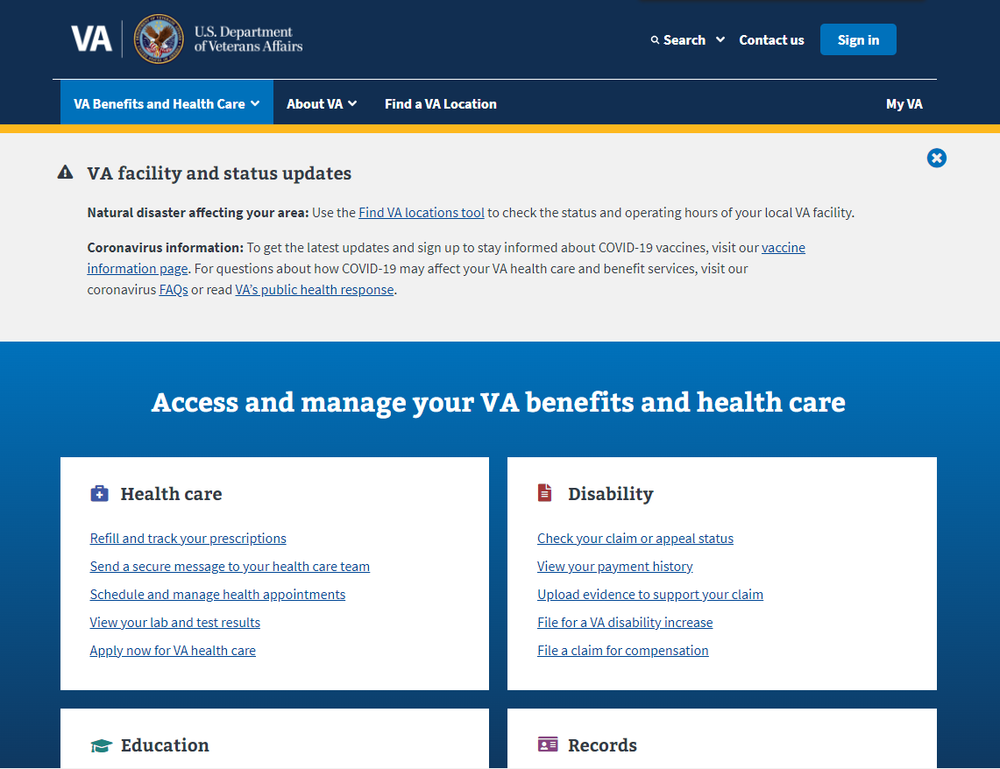 VA
U.S. Department
of Veterans Affairs
Search
Contact us
Sign in
VA Benefits and Health Care
About VA
Find a VA Location
My VA
VA facility and status updates
Natural disaster affecting your area: Use the Find VA locations tool to check the status and operating hours of your local VA facility.
Coronavirus information: To get the latest updates and sign up to stay informed about COVID-19 vaccines, visit our vaccine
information page. For questions about how COVID-19 may affect your VA health care and benefit services, visit our
coronavirus FAQs or read VA’s public health response.
Access and manage your VA benefits and health care
Health care
Refill and track your prescriptions
Send a secure message to your health care team
Schedule and manage health appointments
View your lab and test results
Apply now for VA health care
Disability
Check your claim or appeal status
View your payment history
Upload evidence to support your claim
File for a VA disability increase
File a claim for compensation
Education
Records